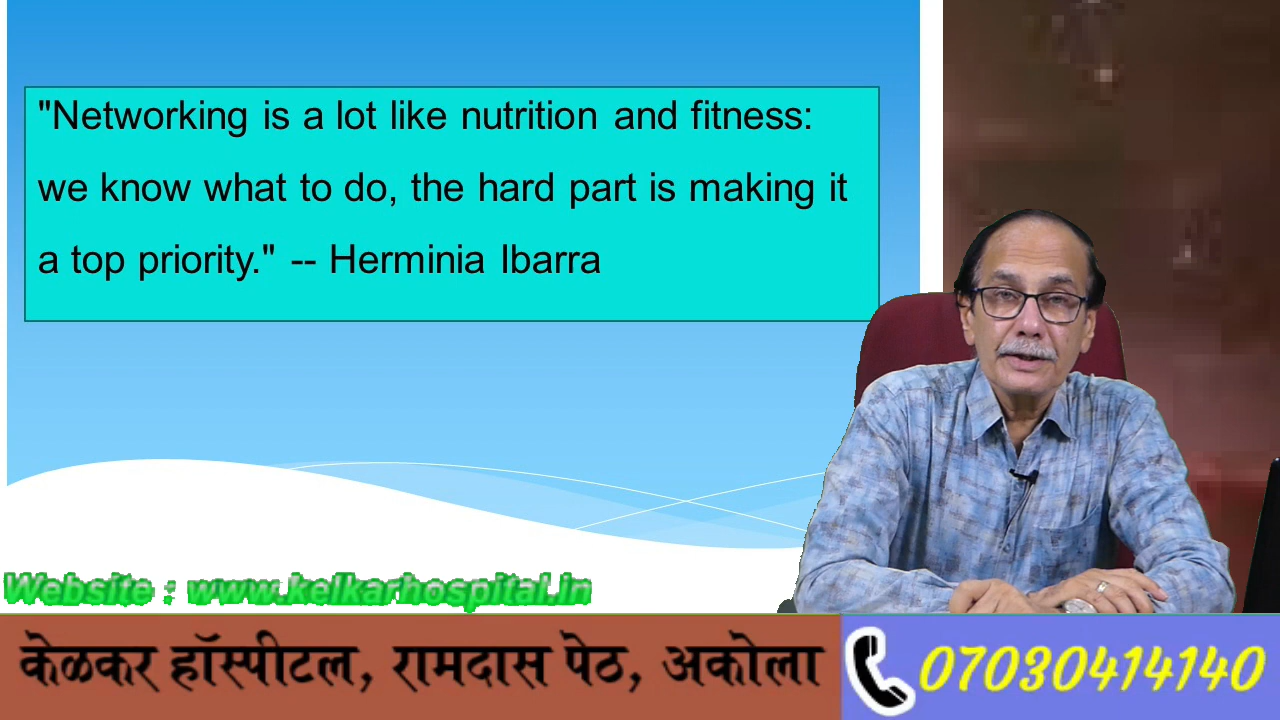 "Networking is a lot like nutrition and fitness:
we know what to do, the hard part is making it
a top priority." -- Herminia Ibarra
Website : www.kelkarhospital.in
केळकर हॉस्पीटल, रामदास पेठ, अकोला
07030414140